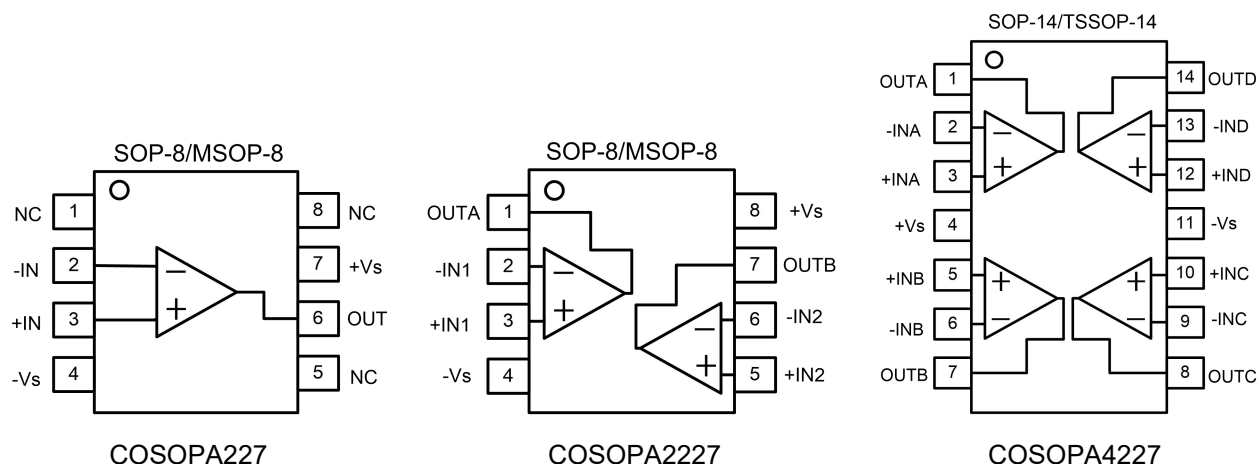 SOP-8/MSOP-8
NC 1 8 NC
-IN 2 − 7 +Vs
+IN 3 + 6 OUT
-Vs 4 5 NC
COSOPA227
SOP-8/MSOP-8
OUTA 1 8 +Vs
-IN1 2 − 7 OUTB
+IN1 3 + − 6 -IN2
-Vs 4 + 5 +IN2
COSOPA2227
SOP-14/TSSOP-14
OUTA 1 14 OUTD
-INA 2 − − 13 -IND
+INA 3 + + 12 +IND
+Vs 4 11 -Vs
+INB 5 + + 10 +INC
-INB 6 − − 9 -INC
OUTB 7 8 OUTC
COSOPA4227